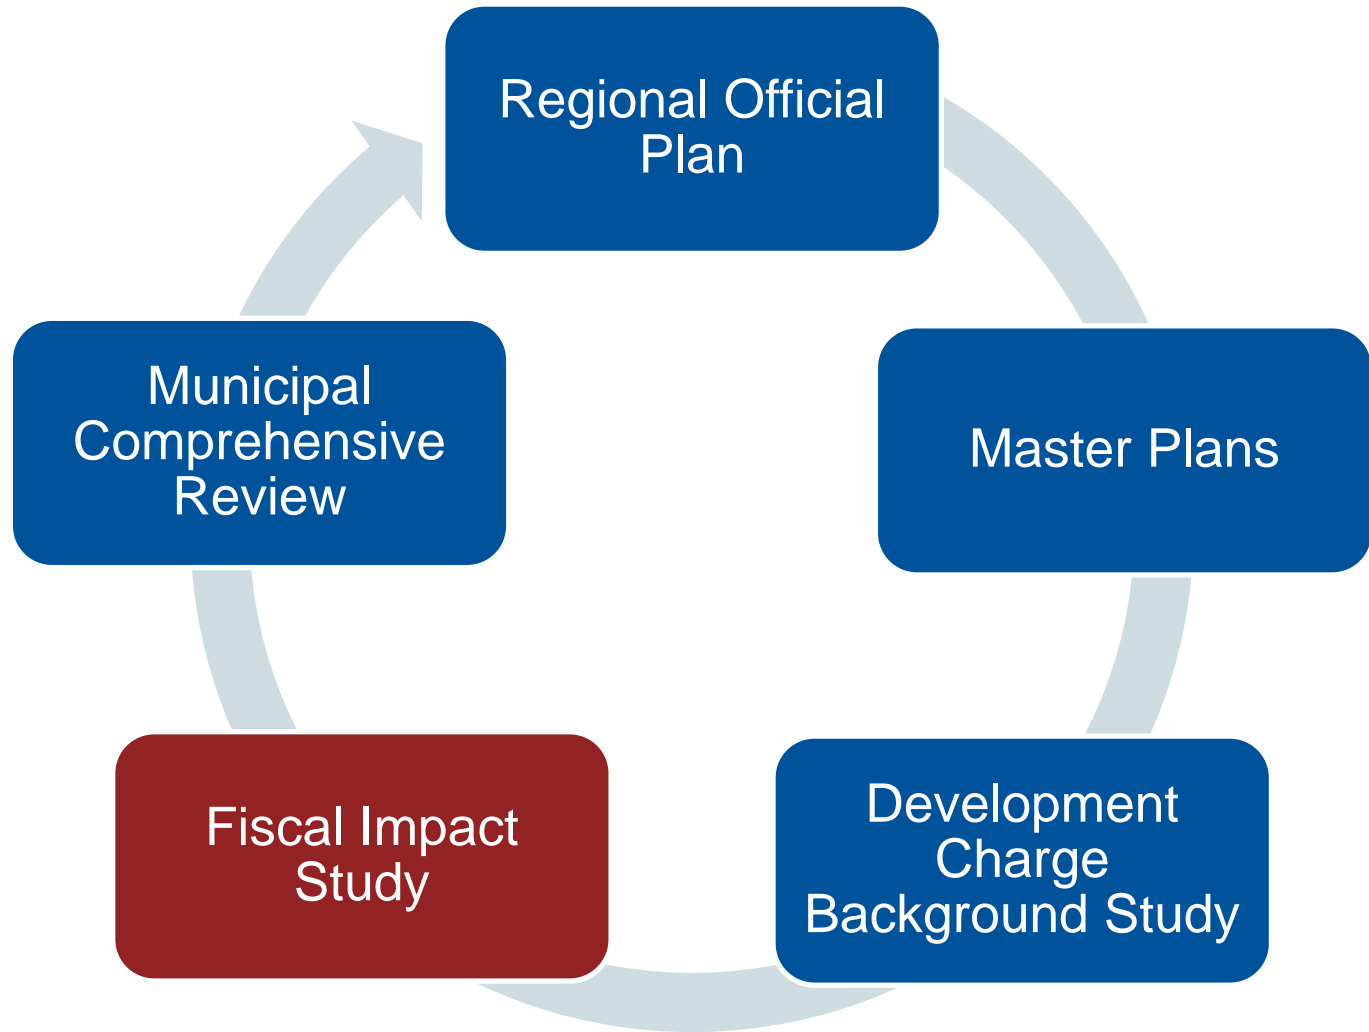 Regional Official
Plan
Municipal
Comprehensive
Review
Master Plans
Fiscal Impact
Study
Development
Charge
Background Study